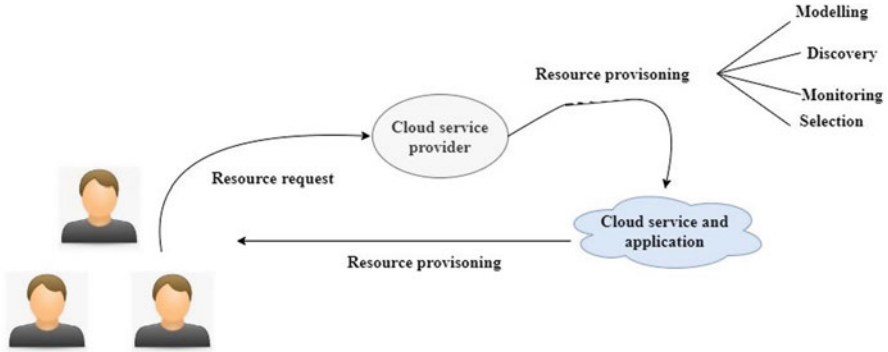 Modelling
Discovery
Resource provisoning
Monitoring
Selection
Cloud service
provider
Resource request
Cloud service and
application
Resource provisoning